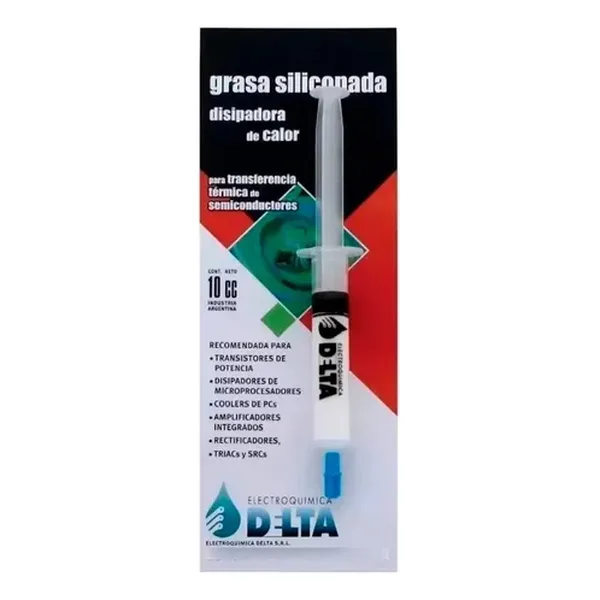 grasa siliconada
disipadora
de calor
para transferencia
térmica de
semiconductores
CONT. NETO
10 CC
INDUSTRIA
ARGENTINA
RECOMENDADA PARA
• TRANSISTORES DE
POTENCIA
• DISIPADORES DE
MICROPROCESADORES
• COOLERS DE PCs
• AMPLIFICADORES
INTEGRADOS
• RECTIFICADORES,
• TRIACs y SRCs
ELECTROQUIMICA
DELTA
ELECTROQUIMICA
DELTA
ELECTROQUIMICA DELTA S.R.L.